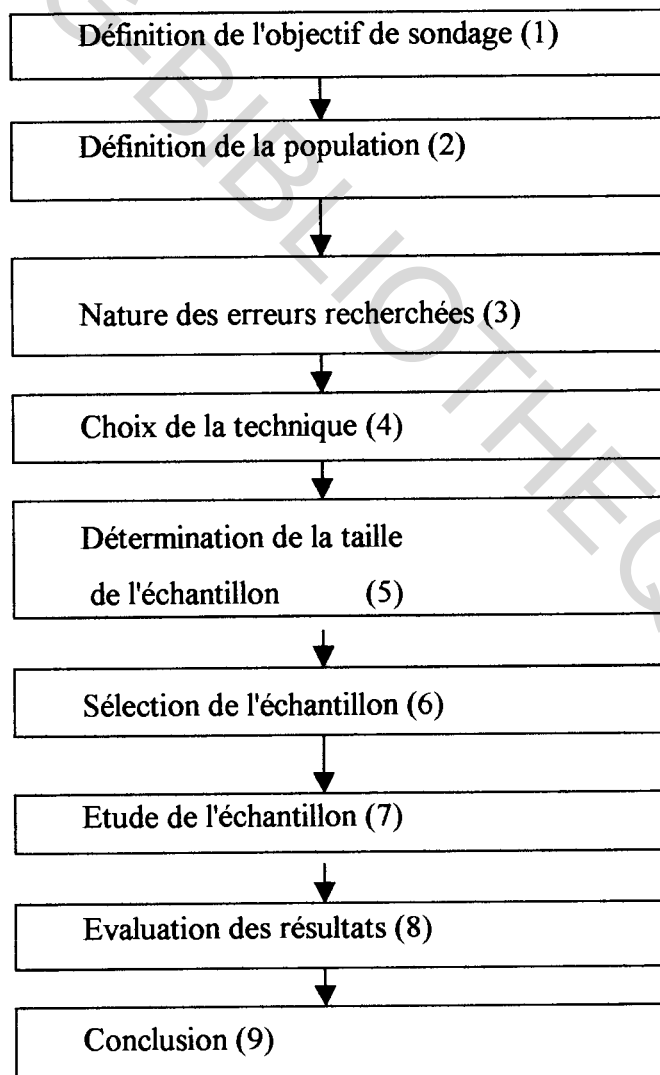 Définition de l'objectif de sondage (1)
Définition de la population (2)
Nature des erreurs recherchées (3)
Choix de la technique (4)
Détermination de la taille
de l'échantillon (5)
Sélection de l'échantillon (6)
Etude de l'échantillon (7)
Evaluation des résultats (8)
Conclusion (9)